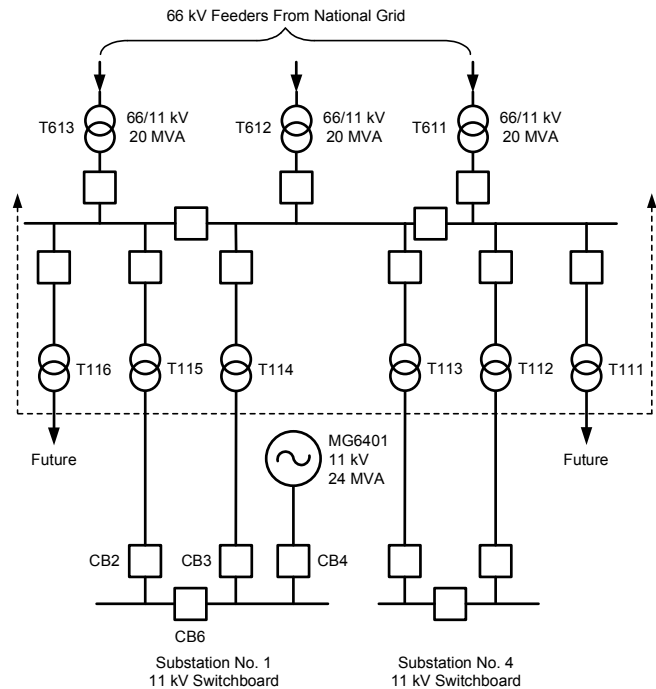 66 kV Feeders From National Grid
T613
66/11 kV
20 MVA
T612
66/11 kV
20 MVA
T611
66/11 kV
20 MVA
T116
T115
T114
T113
T112
T111
Future
MG6401
11 kV
24 MVA
Future
CB2
CB3
CB4
CB6
Substation No. 1
11 kV Switchboard
Substation No. 4
11 kV Switchboard